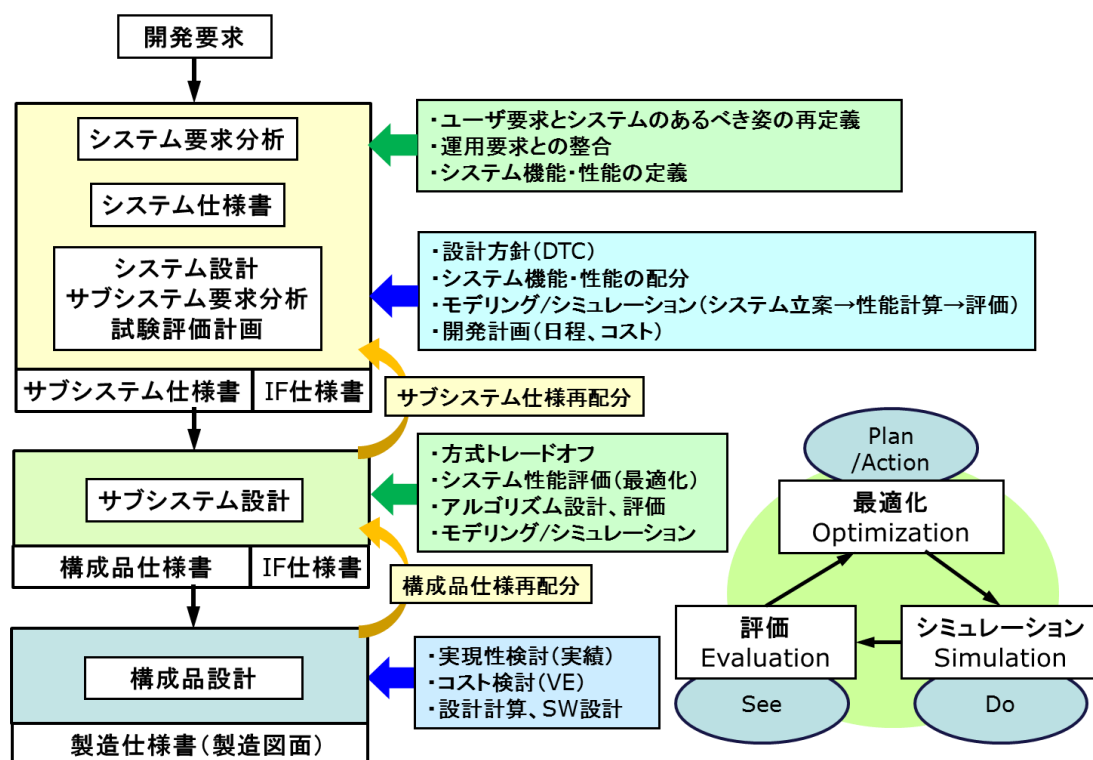 開発要求
システム要求分析
・ユーザ要求とシステムのあるべき姿の再定義
・運用要求との整合
・システム機能・性能の定義
システム仕様書
システム設計
サブシステム要求分析
試験評価計画
・設計方針(DTC)
・システム機能・性能の配分
・モデリング/シミュレーション(システム立案→性能計算→評価)
・開発計画(日程、コスト)
サブシステム仕様書
IF仕様書
サブシステム仕様再配分
サブシステム設計
・方式トレードオフ
・システム性能評価(最適化)
・アルゴリズム設計、評価
・モデリング/シミュレーション
構成品仕様書
IF仕様書
構成品仕様再配分
構成品設計
・実現性検討(実績)
・コスト検討(VE)
・設計計算、SW設計
製造仕様書(製造図面)
Plan
/Action
最適化
Optimization
評価
Evaluation
シミュレーション
Simulation
See
Do